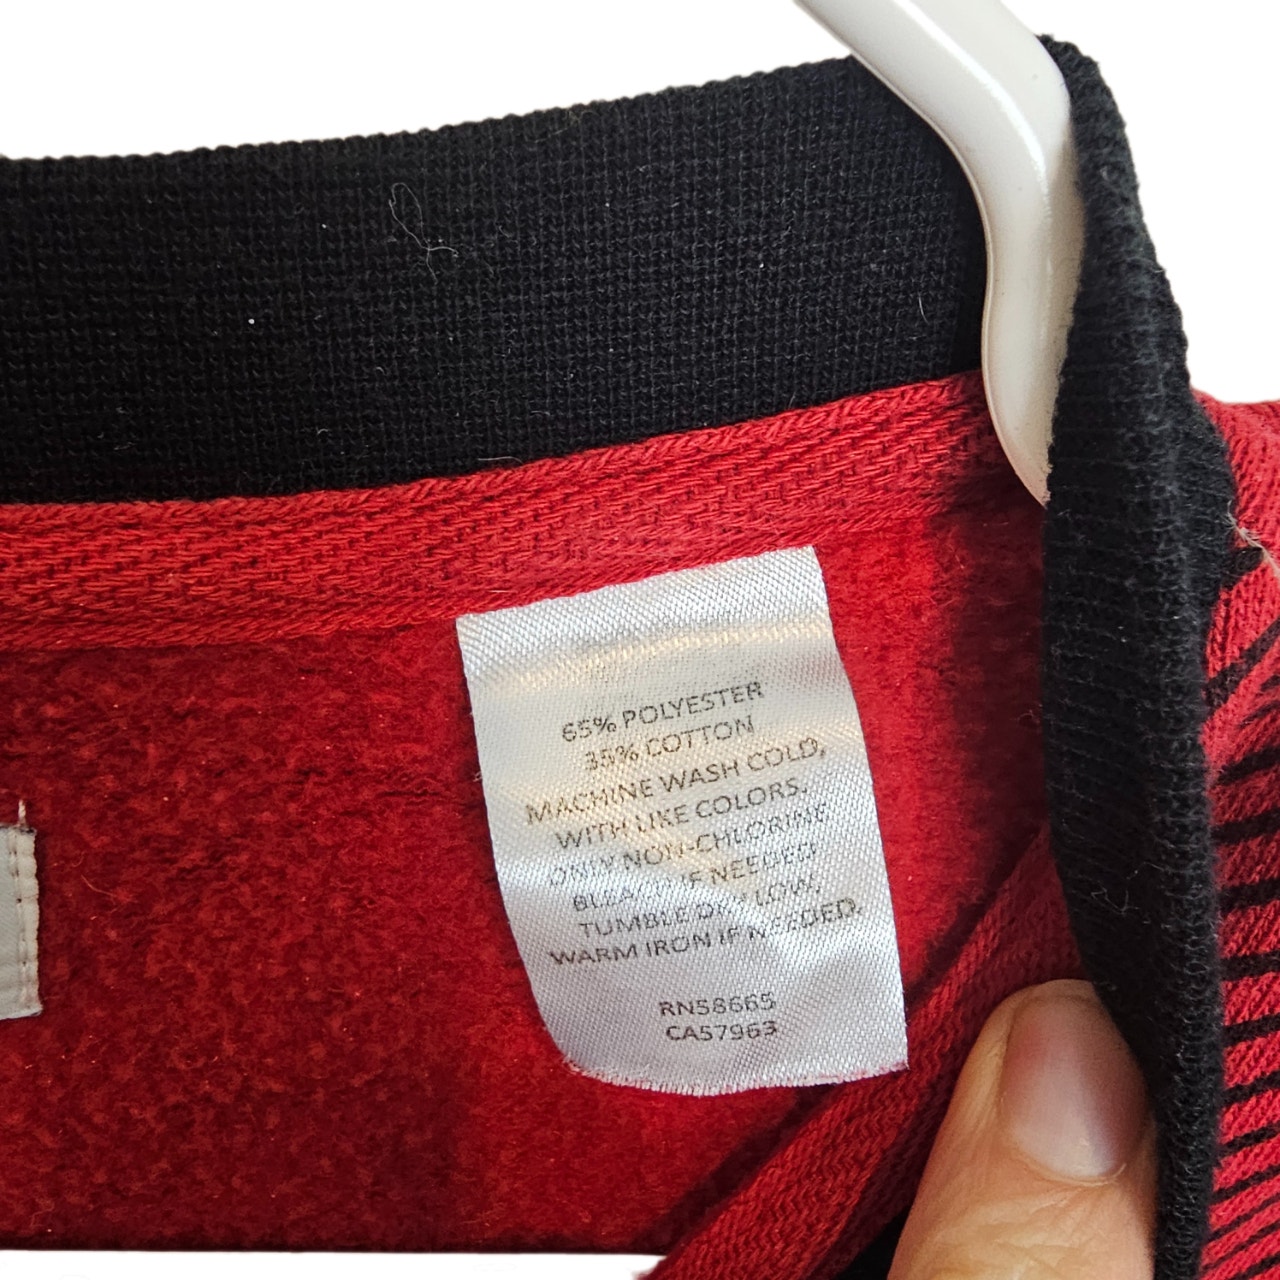 65% POLYESTER
35% COTTON
MACHINE WASH COLD,
WITH LIKE COLORS.
ONLY NON-CHLORINE
BLEACH IF NEEDED
TUMBLE DRY LOW,
WARM IRON IF NEEDED.
RN58665
CA57963